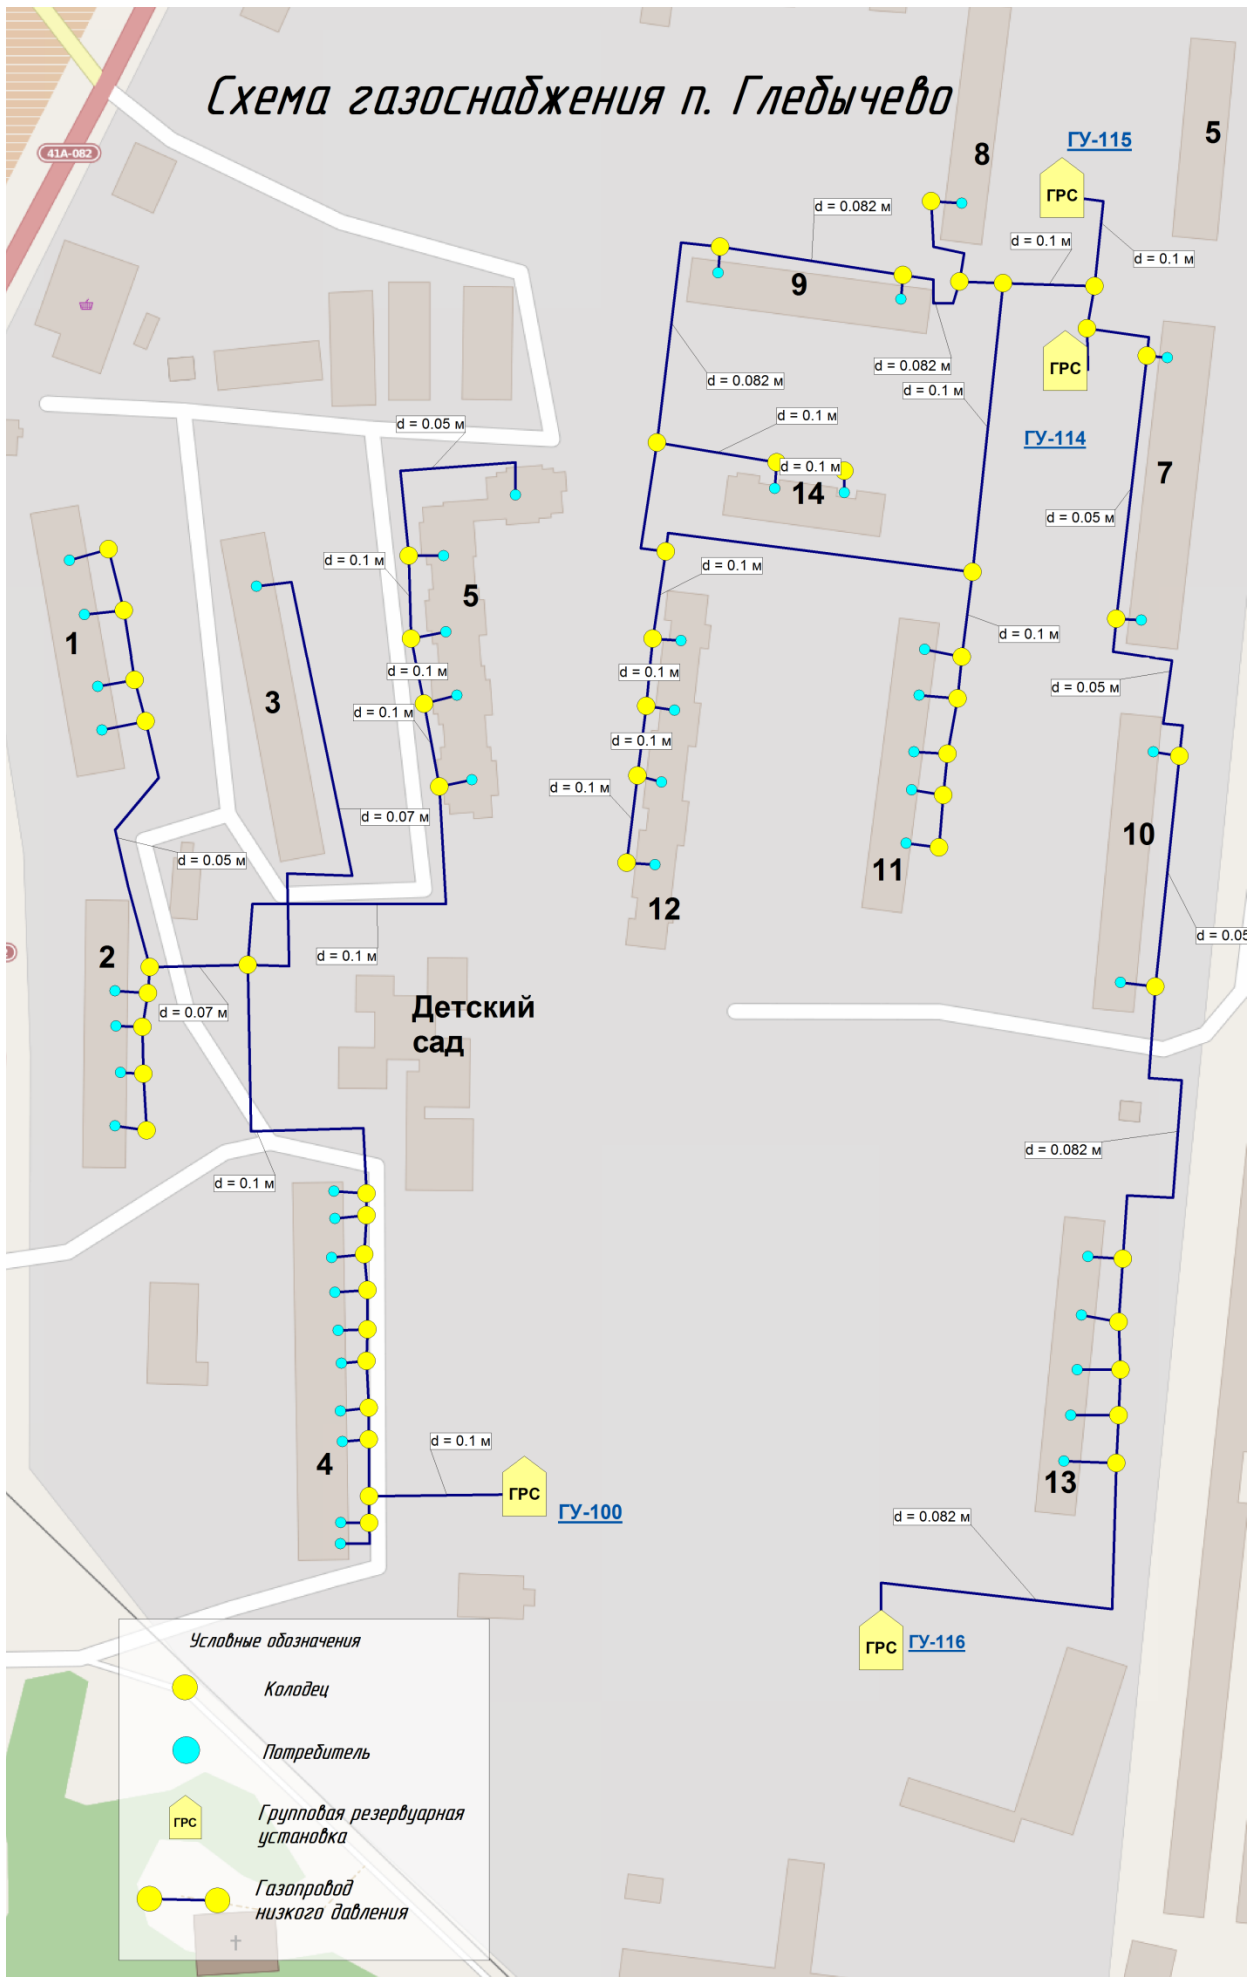 Схема газоснабжения п. Глебычево
41А-082
ГУ-115
8
5
ГРС
d = 0.082 м
d = 0.1 м
d = 0.1 м
9
ГРС
d = 0.082 м
d = 0.082 м
d = 0.1 м
ГУ-114
d = 0.05 м
d = 0.1 м
d = 0.1 м
14
7
d = 0.05 м
d = 0.1 м
d = 0.1 м
5
1
d = 0.1 м
3
d = 0.1 м
d = 0.1 м
d = 0.05 м
d = 0.1 м
d = 0.1 м
d = 0.1 м
d = 0.07 м
10
d = 0.05 м
11
12
d = 0.05
2
d = 0.1 м
d = 0.07 м
Детский
сад
d = 0.082 м
d = 0.1 м
4
d = 0.1 м
13
ГРС
ГУ-100
d = 0.082 м
ГРС
ГУ-116
Условные обозначения
Колодец
Потребитель
ГРС
Групповая резервуарная
установка
Газопровод
низкого давления